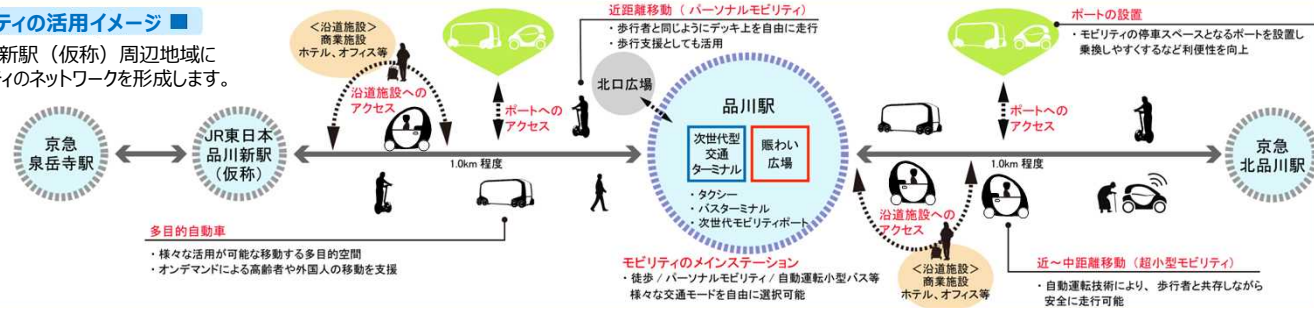 ティの活用イメージ ■
新駅（仮称）周辺地域に
ティのネットワークを形成します。
京急
泉岳寺駅
JR東日本
品川新駅
（仮称）
＜沿道施設＞
商業施設
ホテル、オフィス等
沿道施設への
アクセス
1.0km 程度
ポートへの
アクセス
近距離移動（ パーソナルモビリティ）
・歩行者と同じようにデッキ上を自由に走行
・歩行支援としても活用
北口広場
品川駅
次世代型
交通
ターミナル
賑わい
広場
・タクシー
・バスターミナル
・次世代モビリティポート
多目的自動車
・様々な活用が可能な移動する多目的空間
・オンデマンドによる高齢者や外国人の移動を支援
モビリティのメインステーション
・徒歩 / パーソナルモビリティ / 自動運転小型バス等
様々な交通モードを自由に選択可能
ポートの設置
・モビリティの停車スペースとなるポートを設置し
乗換しやすくするなど利便性を向上
ポートへの
アクセス
1.0km 程度
京急
北品川駅
沿道施設への
アクセス
＜沿道施設＞
商業施設
ホテル、オフィス等
近～中距離移動（超小型モビリティ）
・自動運転技術により、 歩行者と共存しながら
安全に走行可能